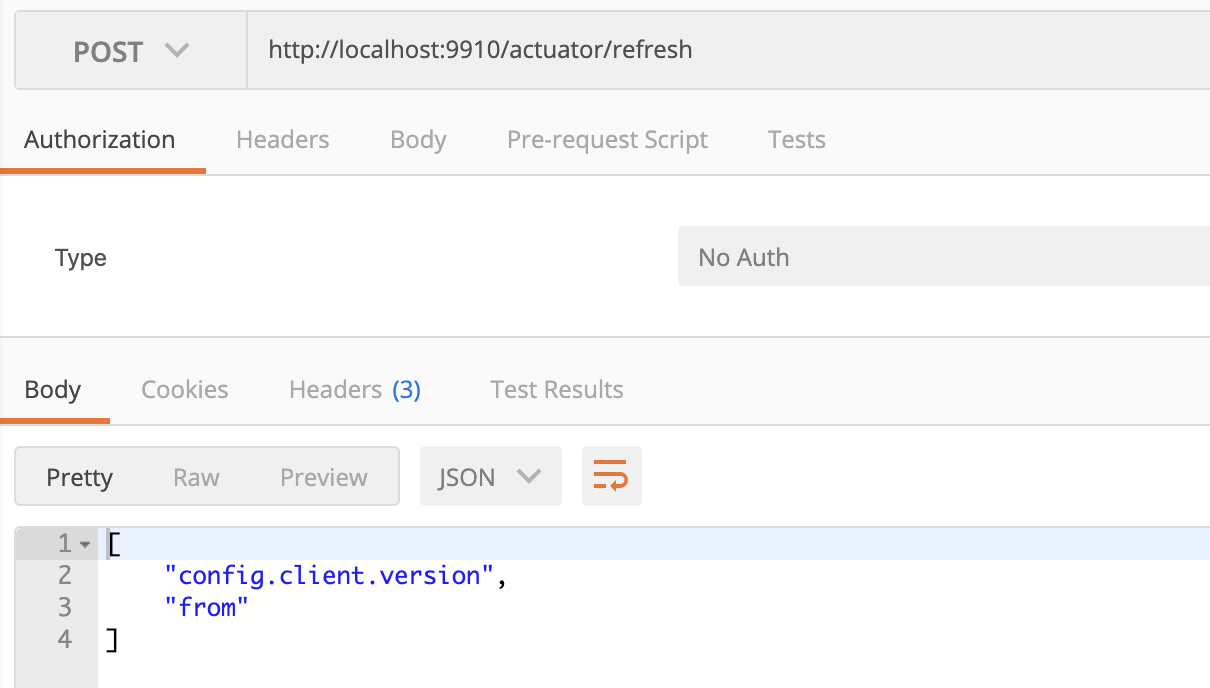 POST http://localhost:9910/actuator/refresh
Authorization Headers Body Pre-request Script Tests
Type No Auth
Body Cookies Headers (3) Test Results
Pretty Raw Preview JSON
1 [
2 "config.client.version",
3 "from"
4 ]